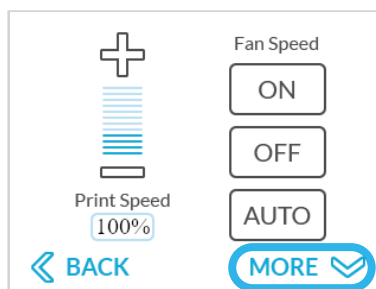 Fan Speed
ON
OFF
AUTO
Print Speed
100%
BACK
MORE